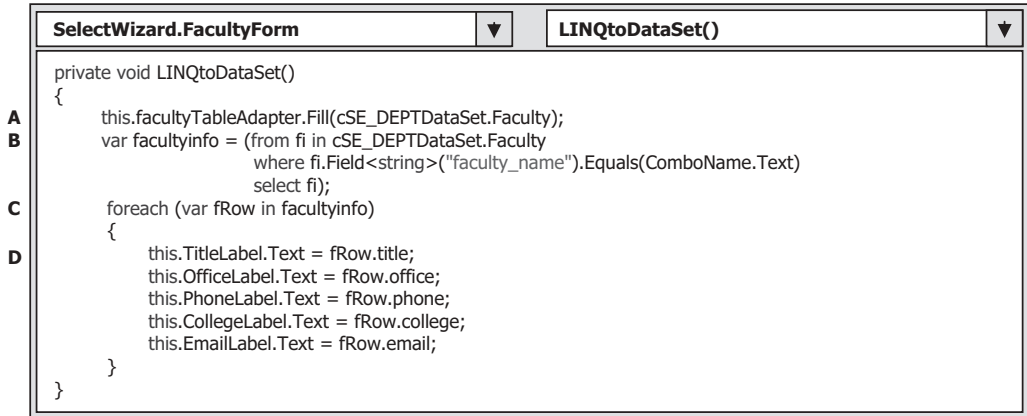 SelectWizard.FacultyForm LINQtoDataSet()
private void LINQtoDataSet()
{
A this.facultyTableAdapter.Fill(cSE_DEPTDataSet.Faculty);
B var facultyinfo = (from fi in cSE_DEPTDataSet.Faculty
where fi.Field<string>("faculty_name").Equals(ComboName.Text)
select fi);
C foreach (var fRow in facultyinfo)
{
D this.TitleLabel.Text = fRow.title;
this.OfficeLabel.Text = fRow.office;
this.PhoneLabel.Text = fRow.phone;
this.CollegeLabel.Text = fRow.college;
this.EmailLabel.Text = fRow.email;
}
}